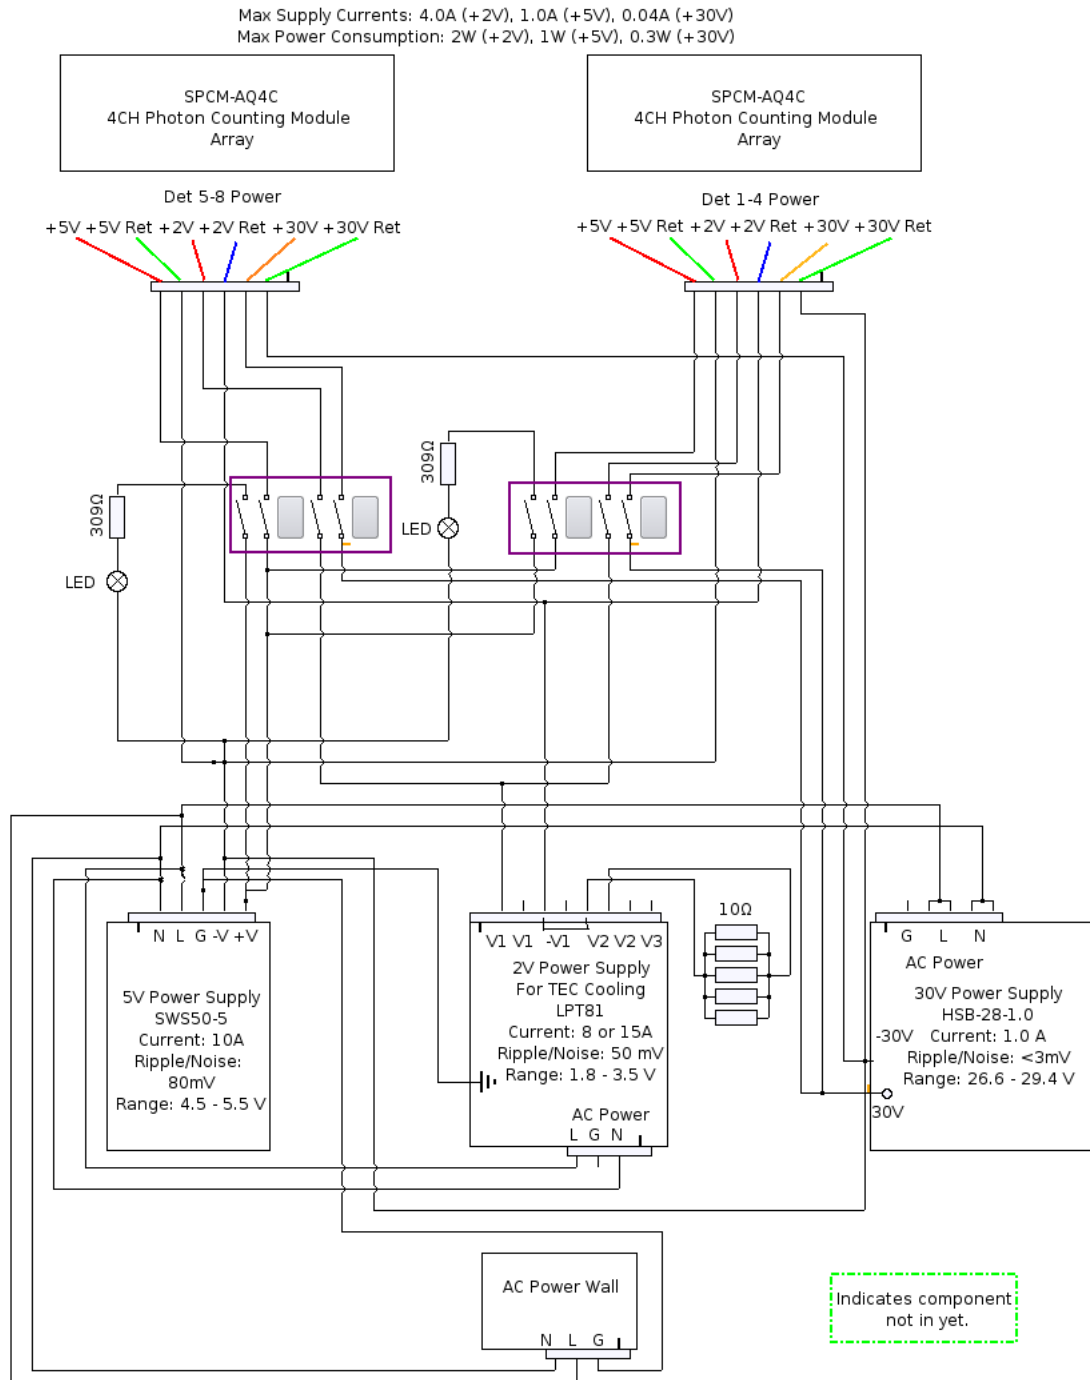 Max Supply Currents: 4.0A (+2V), 1.0A (+5V), 0.04A (+30V)
Max Power Consumption: 2W (+2V), 1W (+5V), 0.3W (+30V)
SPCM-AQ4C
4CH Photon Counting Module
Array
SPCM-AQ4C
4CH Photon Counting Module
Array
Det 5-8 Power
+5V +5V Ret +2V +2V Ret +30V +30V Ret
Det 1-4 Power
+5V +5V Ret +2V +2V Ret +30V +30V Ret
309Ω
LED
309Ω
LED
N L G -V +V
5V Power Supply
SWS50-5
Current: 10A
Ripple/Noise:
80mV
Range: 4.5 - 5.5 V
V1 V1 -V1 V2 V2 V3
2V Power Supply
For TEC Cooling
LPT81
Current: 8 or 15A
Ripple/Noise: 50 mV
Range: 1.8 - 3.5 V
AC Power
L G N
10Ω
G L N
AC Power
30V Power Supply
HSB-28-1.0
-30V
Current: 1.0 A
Ripple/Noise: <3mV
Range: 26.6 - 29.4 V
30V
AC Power Wall
N L G
Indicates component
not in yet.